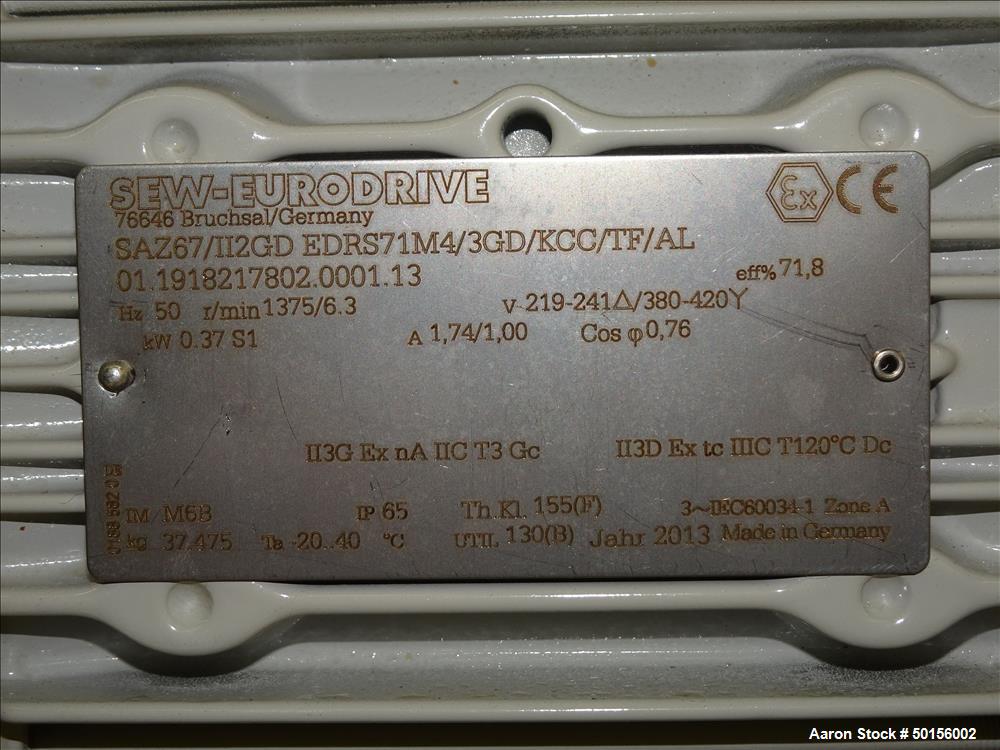 SEW-EURODRIVE
76646 Bruchsal/Germany
Ex CE
SAZ67/II2GD EDRS71M4/3GD/KCC/TF/AL
01.1918217802.0001.13
eff% 71,8
Hz 50 r/min 1375/6.3
V 219-241△/380-420Y
kW 0.37 S1
A 1,74/1,00
Cos φ 0,76
II3G Ex nA IIC T3 Gc
II3D Ex tc IIIC T120°C Dc
IM M6B
IP 65
Th.Kl. 155(F)
3~IEC60034-1 Zone A
kg 37.475
Ta -20..40 °C
UTIL 130(B)
Jahr 2013
Made in Germany
Aaron Stock # 50156002